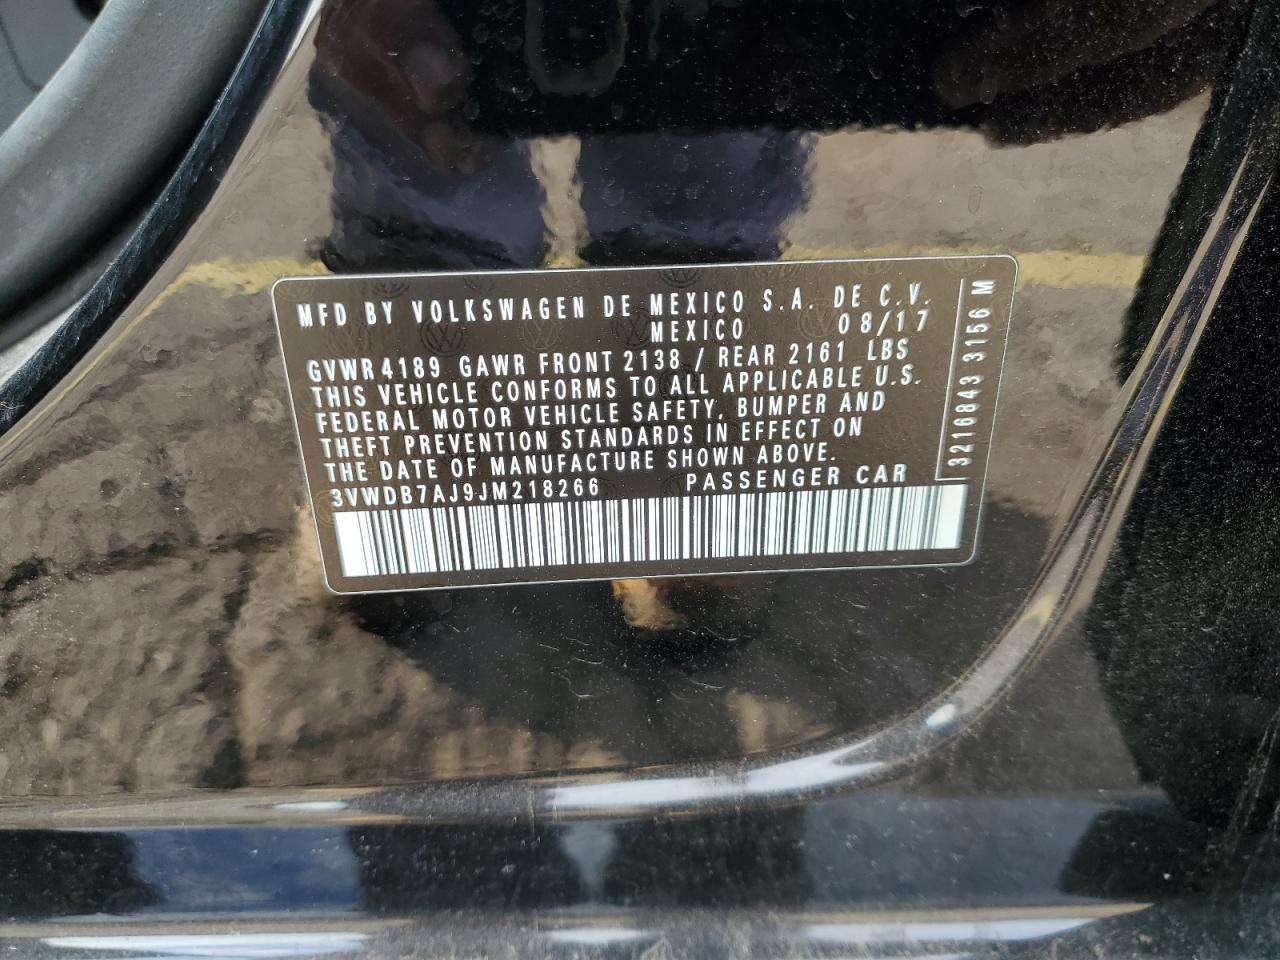 MFD BY VOLKSWAGEN DE MEXICO S.A. DE C.V.
MEXICO 08/17
GVWR 4189 GAWR FRONT 2138 / REAR 2161 LBS
THIS VEHICLE CONFORMS TO ALL APPLICABLE U.S.
FEDERAL MOTOR VEHICLE SAFETY, BUMPER AND
THEFT PREVENTION STANDARDS IN EFFECT ON
THE DATE OF MANUFACTURE SHOWN ABOVE.
3VWDB7AJ9JM218266 PASSENGER CAR
3216843 3156 M